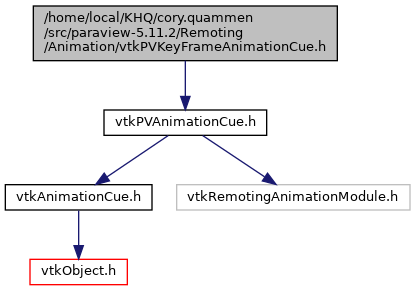 /home/local/KHQ/cory.quammen
/src/paraview-5.11.2/Remoting
/Animation/vtkPVKeyFrameAnimationCue.h
vtkPVAnimationCue.h
vtkAnimationCue.h
vtkRemotingAnimationModule.h
vtkObject.h